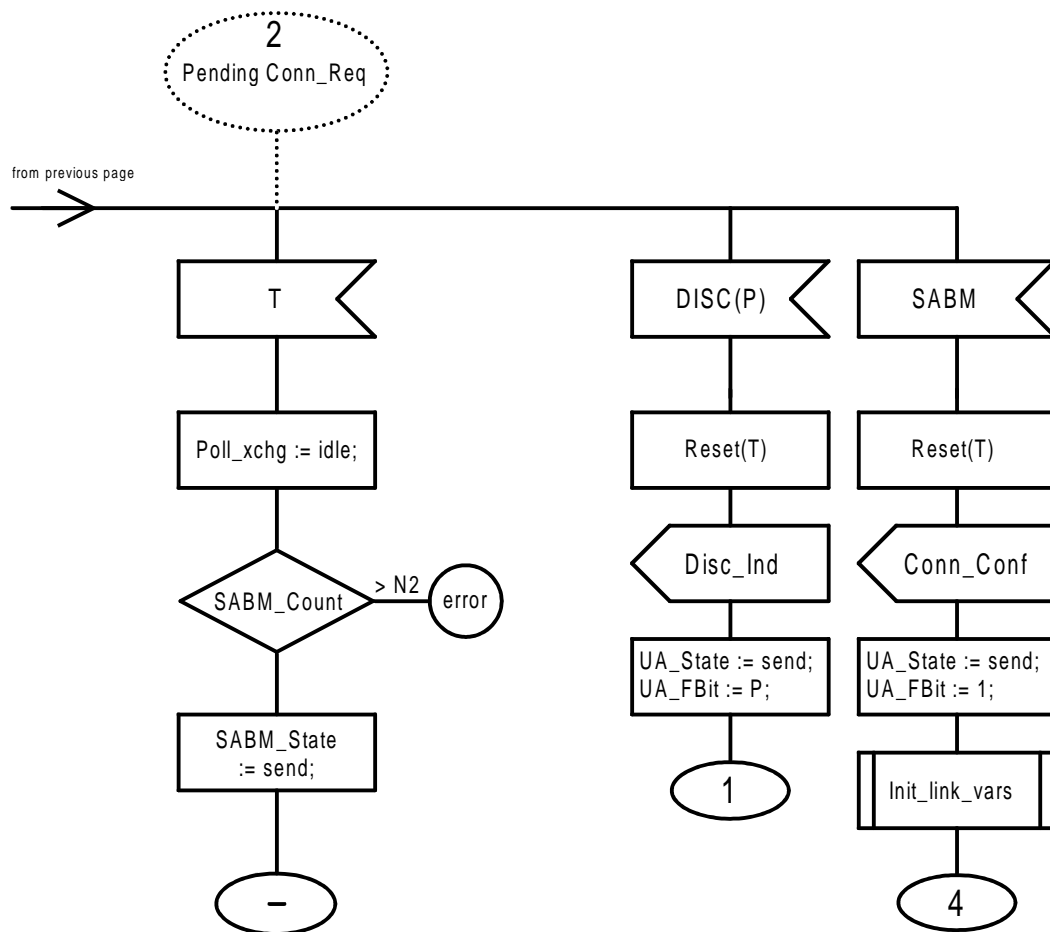 2
Pending Conn_Req
from previous page
T
DISC(P)
SABM
Poll_xchg := idle;
Reset(T)
Reset(T)
SABM_Count
> N2
error
Disc_Ind
Conn_Conf
UA_State := send;
UA_FBit := P;
UA_State := send;
UA_FBit := 1;
SABM_State
:= send;
1
Init_link_vars
–
4